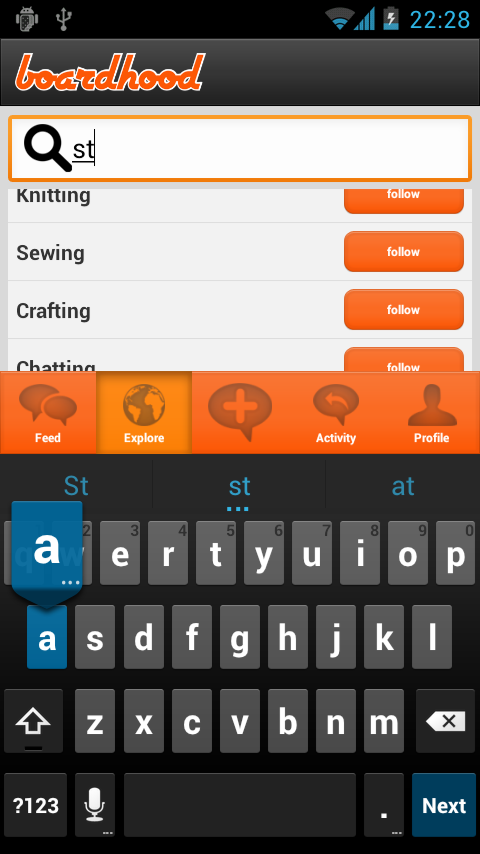 22:28
boardhood
st
Knitting follow
Sewing follow
Crafting follow
Chatting follow
Feed Explore Activity Profile
St st at
1 2 3 4 5 6 7 8 9 0
q w e r t y u i o p
a
a s d f g h j k l
z x c v b n m
?123 . Next